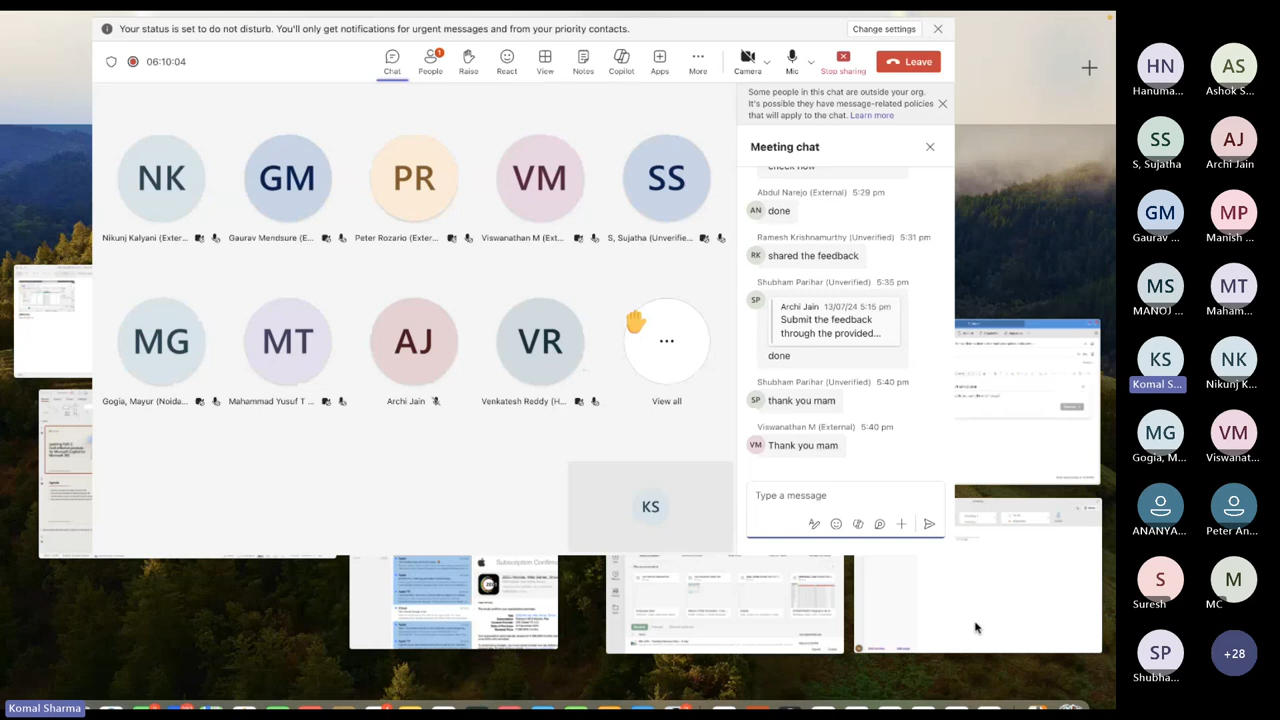 Your status is set to do not disturb. You'll only get notifications for urgent messages and from your priority contacts.
Change settings
06:10:04
Chat
1
People
Raise
React
View
Notes
Copilot
Apps
More
Camera
Mic
Stop sharing
Leave
Some people in this chat are outside your org.
It's possible they have message-related policies
that will apply to the chat. Learn more
Meeting chat
check now
Abdul Narejo (External) 5:29 pm
AN done
Ramesh Krishnamurthy (Unverified) 5:31 pm
RK shared the feedback
Shubham Parihar (Unverified) 5:35 pm
SP
Archi Jain 13/07/24 5:15 pm
Submit the feedback
through the provided...
done
Shubham Parihar (Unverified) 5:40 pm
SP thank you mam
Viswanathan M (External) 5:40 pm
VM Thank you mam
Type a message
NK
GM
PR
VM
SS
Nikunj Kalyani (Exter...
Gaurav Mendsure (E...
Peter Rozario (Exter...
Viswanathan M (Ext...
S, Sujatha (Unverifie...
MG
MT
AJ
VR
...
Gogia, Mayur (Noida...
Mahammad Yusuf T ...
Archi Jain
Venkatesh Reddy (H...
View all
KS
Subscription Confirm
HN
AS
Hanuma...
Ashok S...
SS
AJ
S, Sujatha
Archi Jain
GM
MP
Gaurav ...
Manish ...
MS
MT
MANOJ ...
Maham...
KS
NK
Komal S...
Nikunj K...
MG
VM
Gogia, M...
Viswanat...
ANANYA...
Peter An...
S
M
Suresh
MC
SP
+28
Shubha...
Komal Sharma